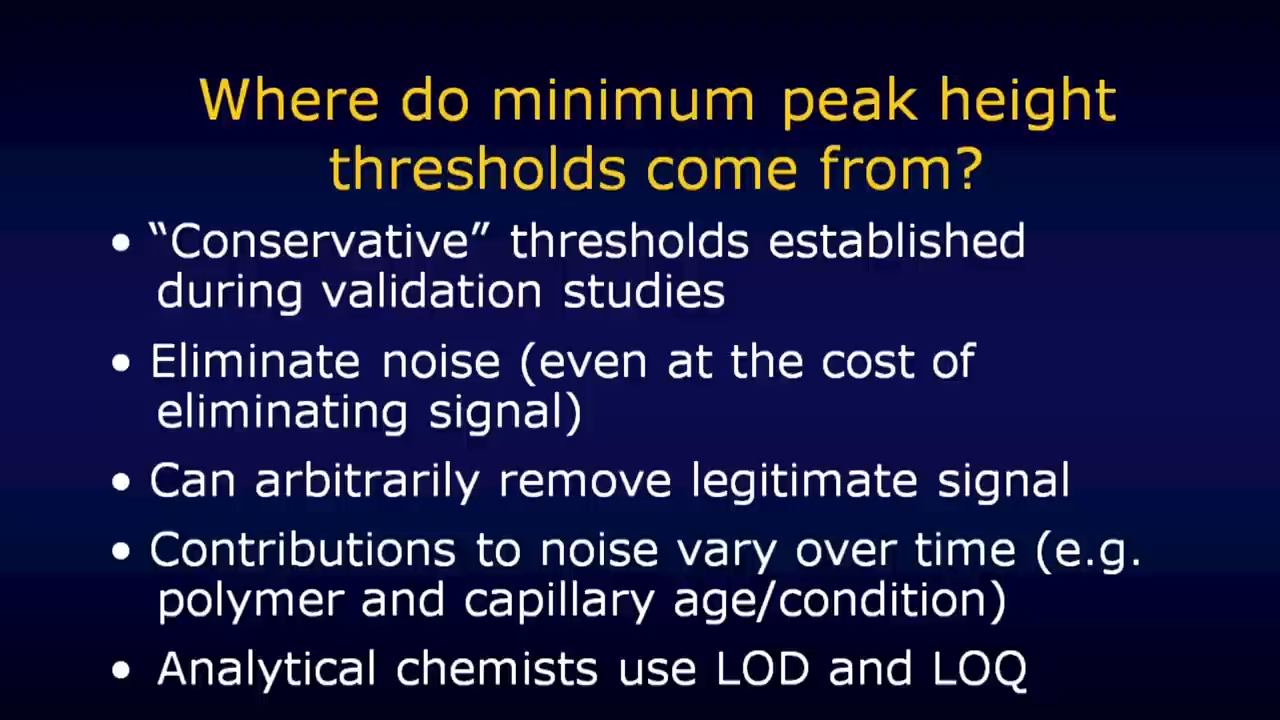 Where do minimum peak height
thresholds come from?
• “Conservative” thresholds established
during validation studies
• Eliminate noise (even at the cost of
eliminating signal)
• Can arbitrarily remove legitimate signal
• Contributions to noise vary over time (e.g.
polymer and capillary age/condition)
• Analytical chemists use LOD and LOQ